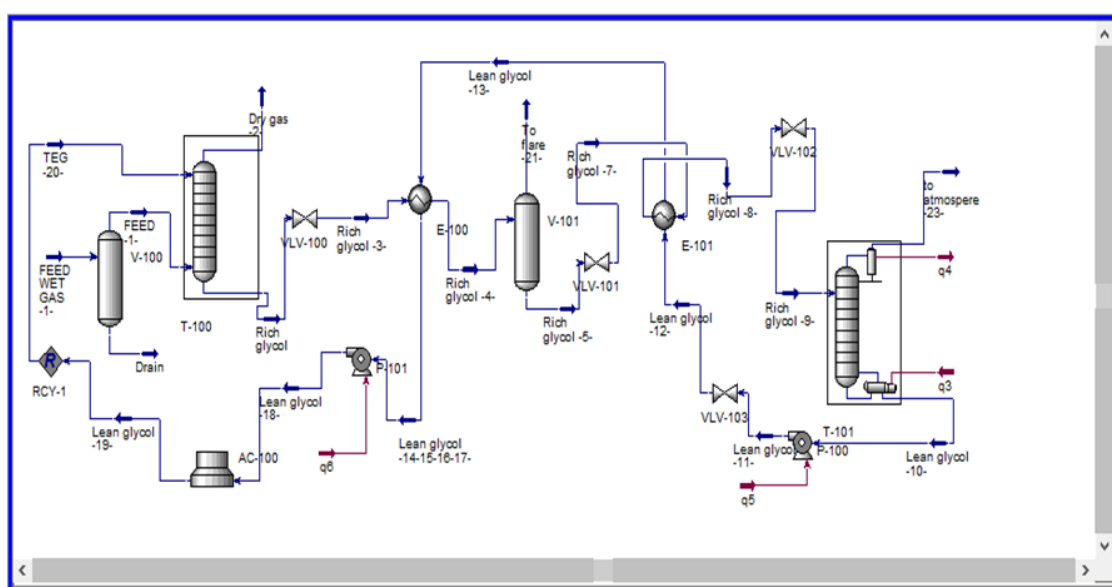 Lean glycol
-13-
Dry gas
-2-
TEG
-20-
FEED
-1-
V-100
FEED
WET
GAS
-1-
T-100
Drain
RCY-1
Rich
glycol
VLV-100
Rich
glycol -3-
E-100
Rich
glycol -4-
To
flare
-21-
V-101
Rich
glycol -5-
VLV-101
Rich
glycol -7-
E-101
Rich
glycol -8-
VLV-102
Rich
glycol -9-
to
atmospere
-23-
q4
q3
T-101
Lean glycol
-10-
P-100
q5
Lean glycol
-11-
VLV-103
Lean glycol
-12-
Lean glycol
-14-15-16-17-
P-101
q6
Lean glycol
-18-
AC-100
Lean glycol
-19-
R